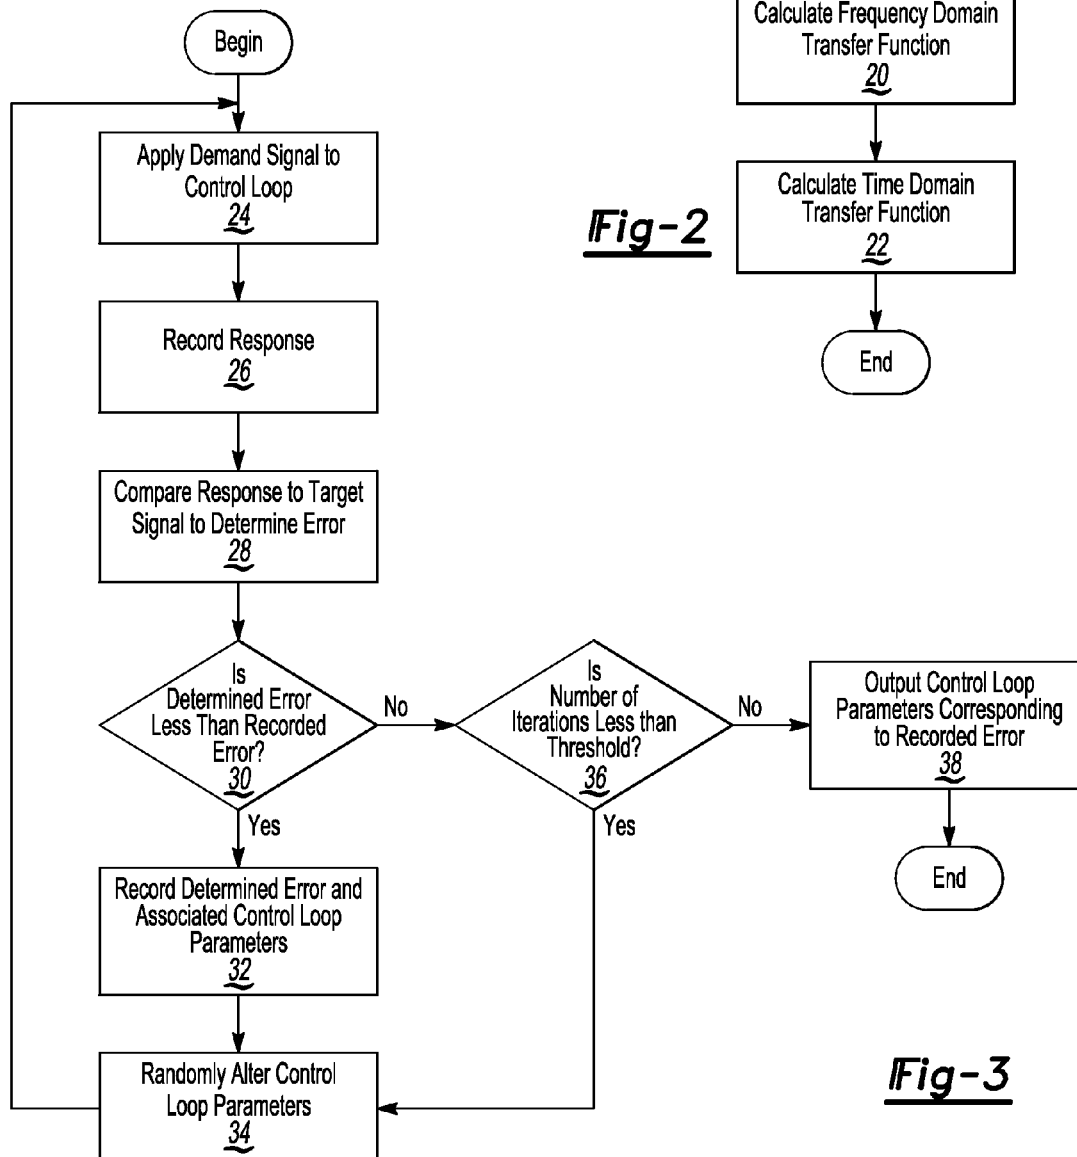 Calculate Frequency Domain
Transfer Function
20
Calculate Time Domain
Transfer Function
22
End
Fig-2
Begin
Apply Demand Signal to
Control Loop
24
Record Response
26
Compare Response to Target
Signal to Determine Error
28
Is
Determined Error
Less Than Recorded
Error?
30
No
Yes
Is
Number of
Iterations Less than
Threshold?
36
No
Yes
Output Control Loop
Parameters Corresponding
to Recorded Error
38
End
Record Determined Error and
Associated Control Loop
Parameters
32
Randomly Alter Control
Loop Parameters
34
Fig-3